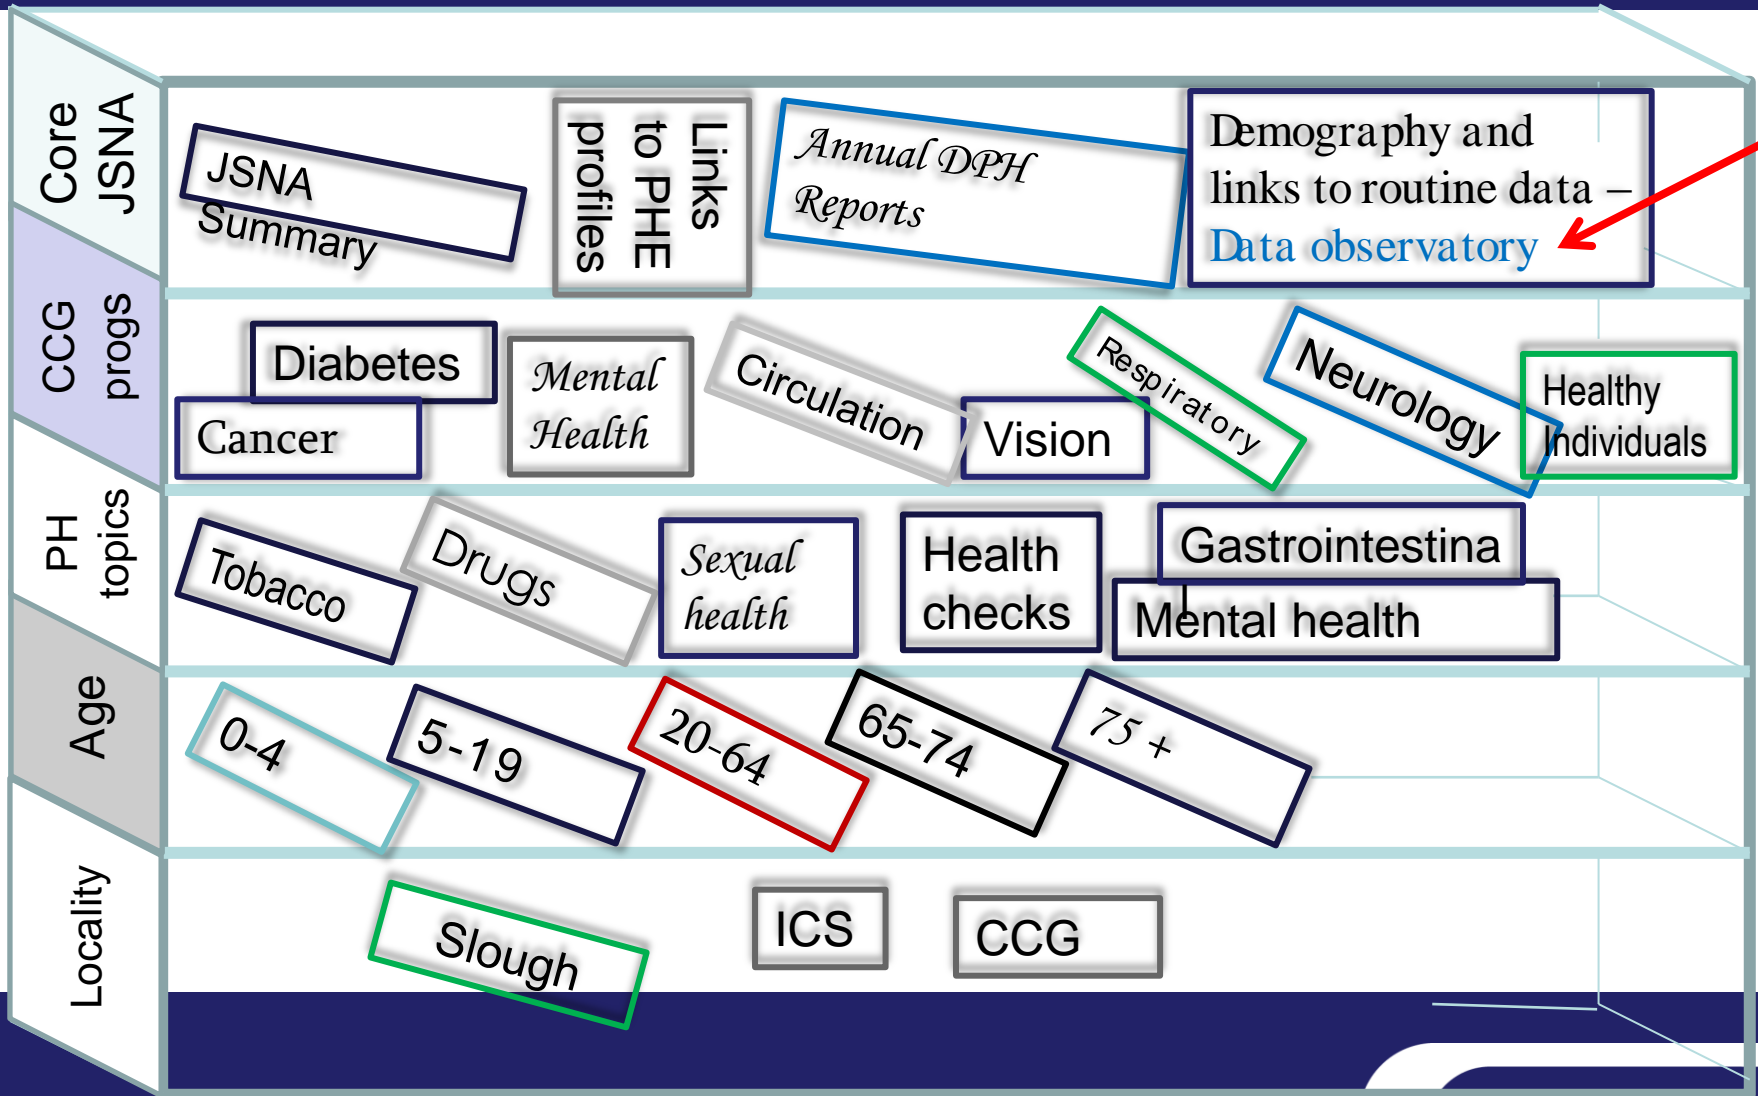 Core
JSNA
JSNA
Summary
Links
to PHE
profiles
Annual DPH
Reports
Demography and
links to routine data –
Data observatory
CCG
progs
Diabetes
Cancer
Mental
Health
Circulation
Vision
Respiratory
Neurology
Healthy
Individuals
PH
topics
Tobacco
Drugs
Sexual
health
Health
checks
Gastrointestina
l
Mental health
Age
0-4
5-19
20-64
65-74
75 +
Locality
Slough
ICS
CCG